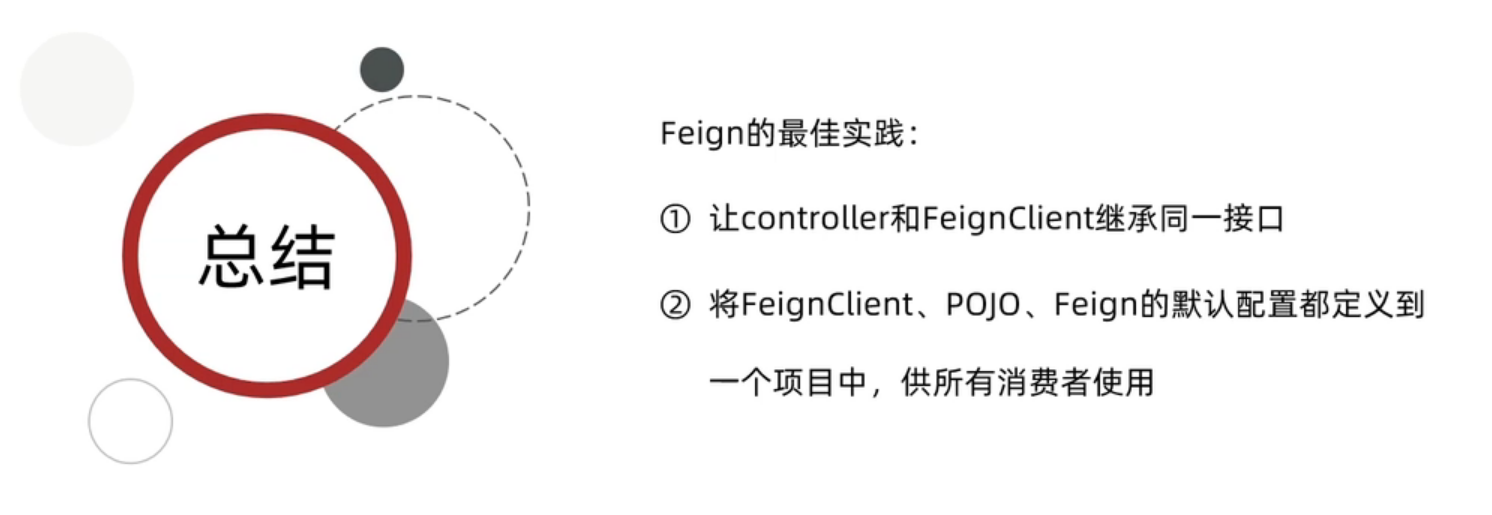 总结
Feign的最佳实践：
① 让controller和FeignClient继承同一接口
② 将FeignClient、POJO、Feign的默认配置都定义到
一个项目中，供所有消费者使用